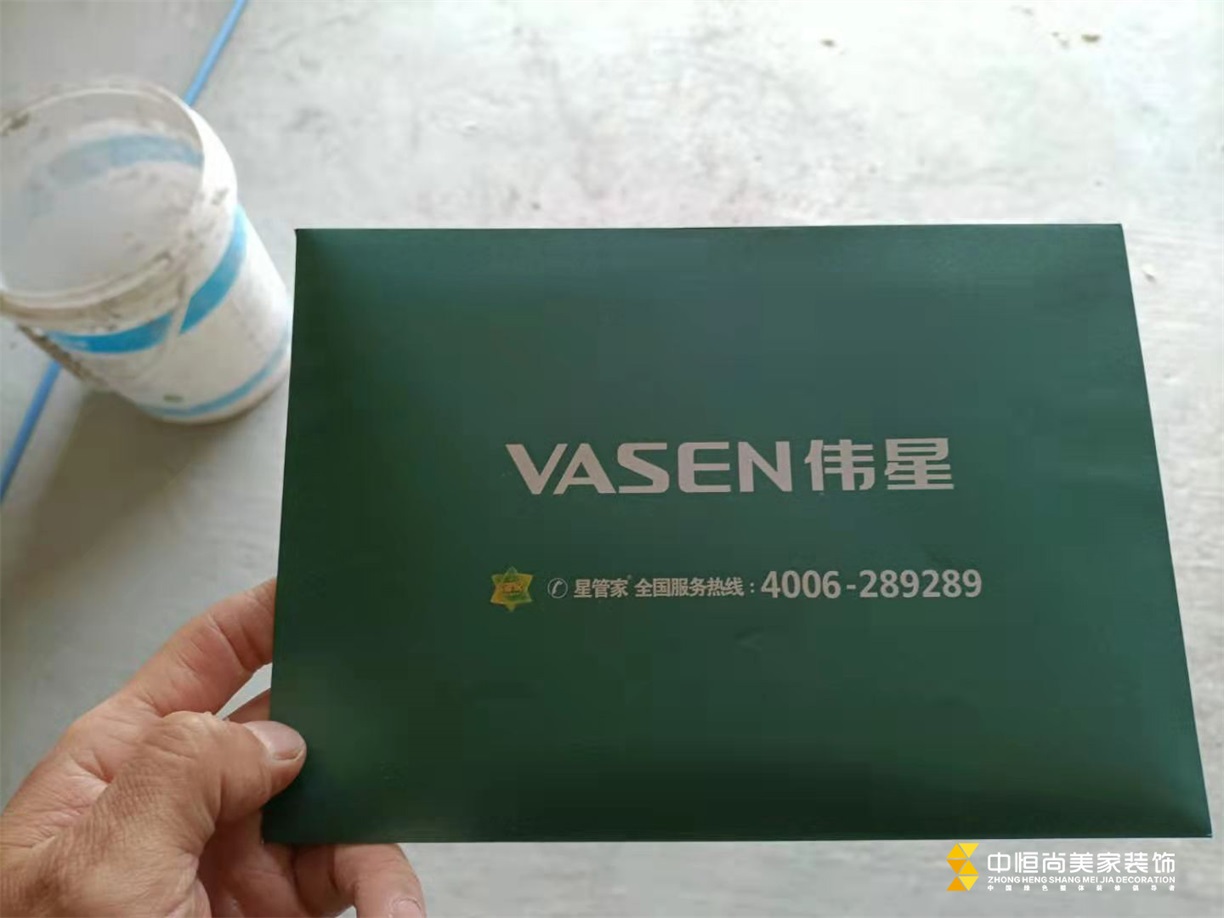 VASEN伟星
星管家® 全国服务热线：4006-289289
中恒尚美家装饰
ZHONG HENG SHANG MEI JIA DECORATION